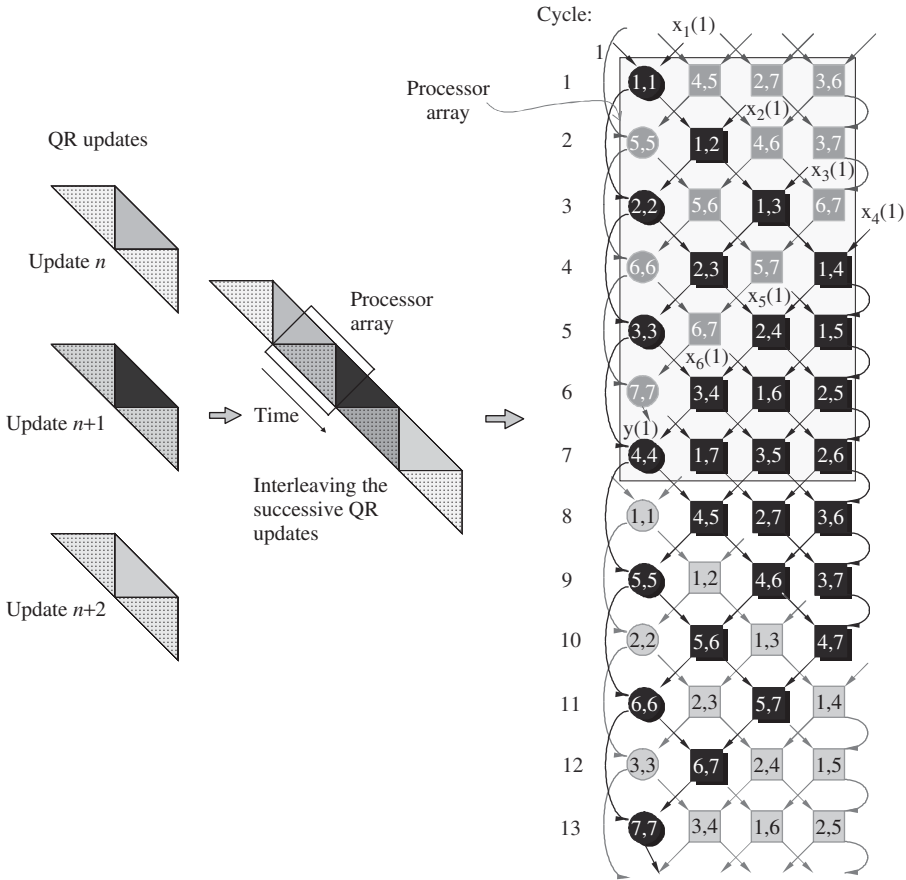 QR updates
Update n
Update n+1
Update n+2
Processor
array
Time
Interleaving the
successive QR
updates
Cycle:
Processor
array
1 x1(1)
1 1,1 4,5 2,7 3,6
x2(1)
2 5,5 1,2 4,6 3,7
x3(1)
3 2,2 5,6 1,3 6,7
x4(1)
4 6,6 2,3 5,7 1,4
x5(1)
5 3,3 6,7 2,4 1,5
x6(1)
6 7,7 3,4 1,6 2,5
y(1)
7 4,4 1,7 3,5 2,6
8 1,1 4,5 2,7 3,6
9 5,5 1,2 4,6 3,7
10 2,2 5,6 1,3 4,7
11 6,6 2,3 5,7 1,4
12 3,3 6,7 2,4 1,5
13 7,7 3,4 1,6 2,5